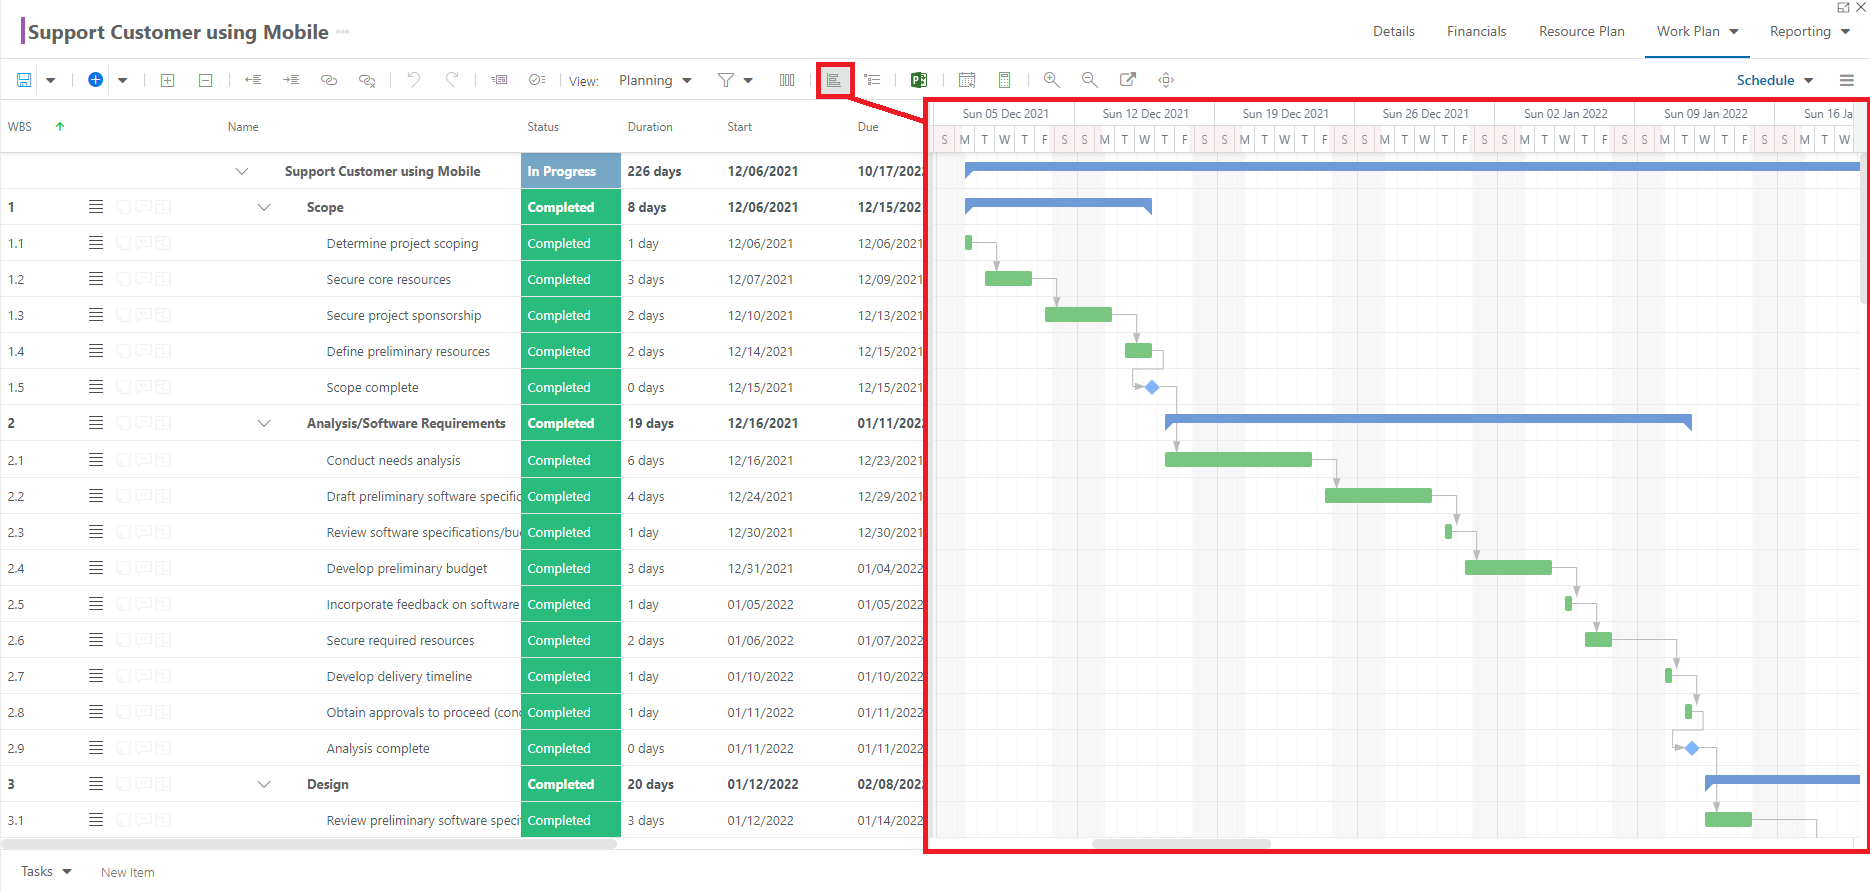 Support Customer using Mobile
Details Financials Resource Plan Work Plan Reporting
View: Planning Schedule
WBS Name Status Duration Start Due
Sun 05 Dec 2021 Sun 12 Dec 2021 Sun 19 Dec 2021 Sun 26 Dec 2021 Sun 02 Jan 2022 Sun 09 Jan 2022 Sun 16 Ja
S M T W T F S S M T W T F S S M T W T F S S M T W T F S S M T W T F S S M T W T F S S M T W
Support Customer using Mobile In Progress 226 days 12/06/2021 10/17/202
1 Scope Completed 8 days 12/06/2021 12/15/202
1.1 Determine project scoping Completed 1 day 12/06/2021 12/06/2021
1.2 Secure core resources Completed 3 days 12/07/2021 12/09/2021
1.3 Secure project sponsorship Completed 2 days 12/10/2021 12/13/2021
1.4 Define preliminary resources Completed 2 days 12/14/2021 12/15/2021
1.5 Scope complete Completed 0 days 12/15/2021 12/15/2021
2 Analysis/Software Requirements Completed 19 days 12/16/2021 01/11/202
2.1 Conduct needs analysis Completed 6 days 12/16/2021 12/23/2021
2.2 Draft preliminary software specific Completed 4 days 12/24/2021 12/29/2021
2.3 Review software specifications/bu Completed 1 day 12/30/2021 12/30/2021
2.4 Develop preliminary budget Completed 3 days 12/31/2021 01/04/2022
2.5 Incorporate feedback on software Completed 1 day 01/05/2022 01/05/2022
2.6 Secure required resources Completed 2 days 01/06/2022 01/07/2022
2.7 Develop delivery timeline Completed 1 day 01/10/2022 01/10/2022
2.8 Obtain approvals to proceed (conc Completed 1 day 01/11/2022 01/11/2022
2.9 Analysis complete Completed 0 days 01/11/2022 01/11/2022
3 Design Completed 20 days 01/12/2022 02/08/202
3.1 Review preliminary software speci Completed 3 days 01/12/2022 01/14/2022
Tasks New Item